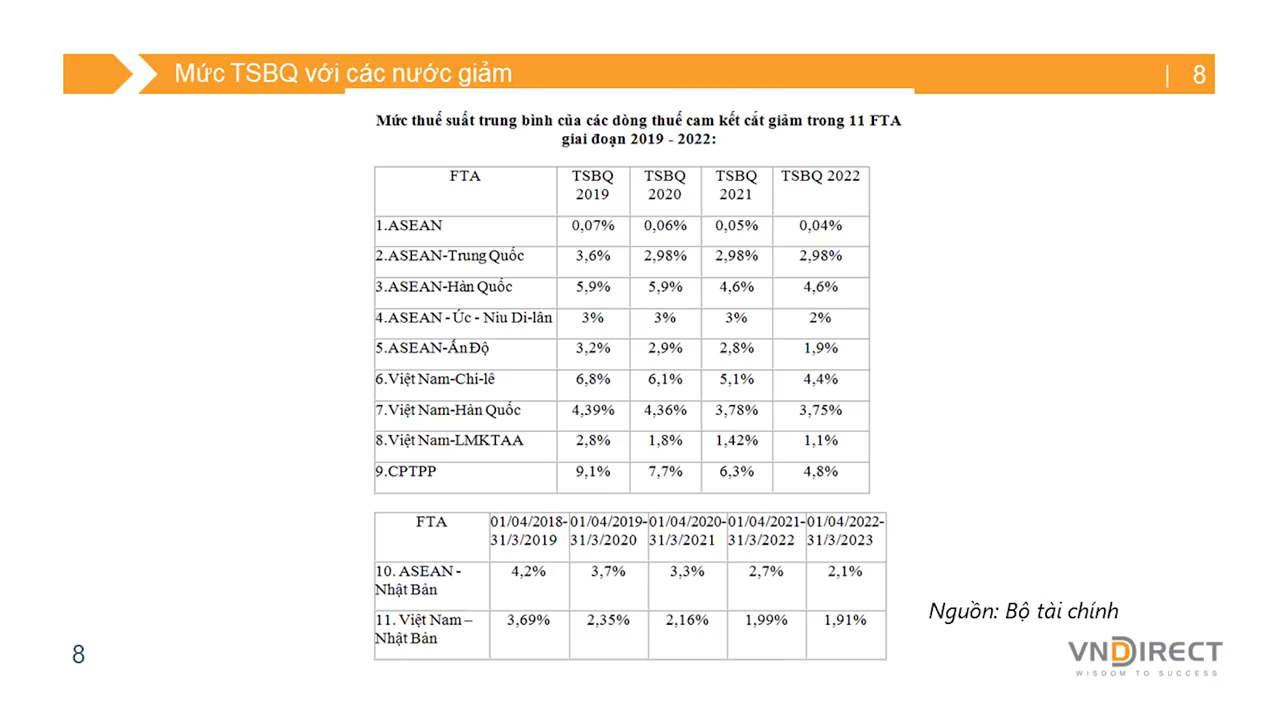 Mức TSBQ với các nước giảm | 8
Mức thuế suất trung bình của các dòng thuế cam kết cắt giảm trong 11 FTA
giai đoạn 2019 - 2022:
FTA TSBQ 2019 TSBQ 2020 TSBQ 2021 TSBQ 2022
1.ASEAN 0,07% 0,06% 0,05% 0,04%
2.ASEAN-Trung Quốc 3,6% 2,98% 2,98% 2,98%
3.ASEAN-Hàn Quốc 5,9% 5,9% 4,6% 4,6%
4.ASEAN - Úc - Niu Di-lân 3% 3% 3% 2%
5.ASEAN-Ấn Độ 3,2% 2,9% 2,8% 1,9%
6.Việt Nam-Chi-lê 6,8% 6,1% 5,1% 4,4%
7.Việt Nam-Hàn Quốc 4,39% 4,36% 3,78% 3,75%
8.Việt Nam-LMKTAA 2,8% 1,8% 1,42% 1,1%
9.CPTPP 9,1% 7,7% 6,3% 4,8%
FTA 01/04/2018- 01/04/2019- 01/04/2020- 01/04/2021- 01/04/2022-
31/3/2019 31/3/2020 31/3/2021 31/3/2022 31/3/2023
10. ASEAN - 4,2% 3,7% 3,3% 2,7% 2,1%
Nhật Bản
11. Việt Nam – 3,69% 2,35% 2,16% 1,99% 1,91%
Nhật Bản
Nguồn: Bộ tài chính
8
VNDIRECT
WISDOM TO SUCCESS